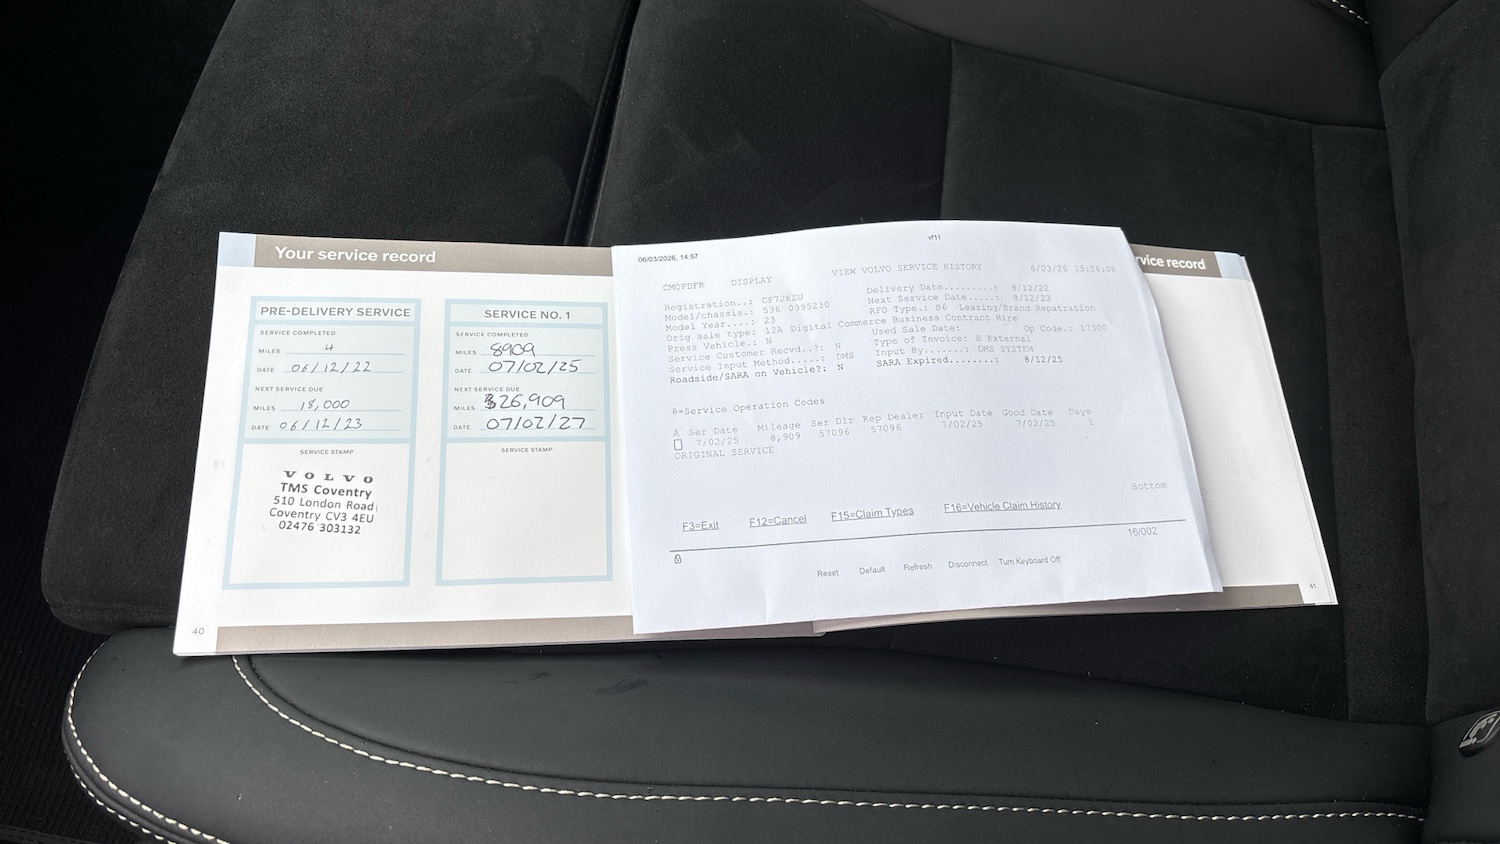 Your service record
PRE-DELIVERY SERVICE
SERVICE COMPLETED
MILES 4
DATE 06/12/22
NEXT SERVICE DUE
MILES 18,000
DATE 06/12/23
SERVICE STAMP
VOLVO
TMS Coventry
510 London Road
Coventry CV3 4EU
02476 303132
40
SERVICE NO. 1
SERVICE COMPLETED
MILES 8909
DATE 07/02/25
NEXT SERVICE DUE
MILES 26,909
DATE 07/02/27
SERVICE STAMP
06/03/2026, 14:57
vf11
CMOFDFR DISPLAY VIEW VOLVO SERVICE HISTORY 6/03/26 15:56:08
Registration..: CF72KZU Delivery Date........: 8/12/22
Model/chassis.: 536 0995230 Next Service Date.....: 8/12/23
Model Year....: 23 RFO Type.: B6 Leasing/Brand Repatration
Orig sale type: 12A Digital Commerce Business Contract Hire
Press Vehicle.: N Used Sale Date: Op Code.: 17500
Service Customer Recvd..?: N Type of Invoice: E External
Service Input Method.....: DMS Input By.......: DMS SYSTEM
Roadside/SARA on Vehicle?: N SARA Expired........: 8/12/25
8=Service Operation Codes
A Ser Date Mileage Ser Dlr Rep Dealer Input Date Good Date Days
7/02/25 8,909 57096 57096 7/02/25 7/02/25 1
ORIGINAL SERVICE
Bottom
F3=Exit F12=Cancel F15=Claim Types F16=Vehicle Claim History
16/002
Reset Default Refresh Disconnect Turn Keyboard Off
rvice record
41